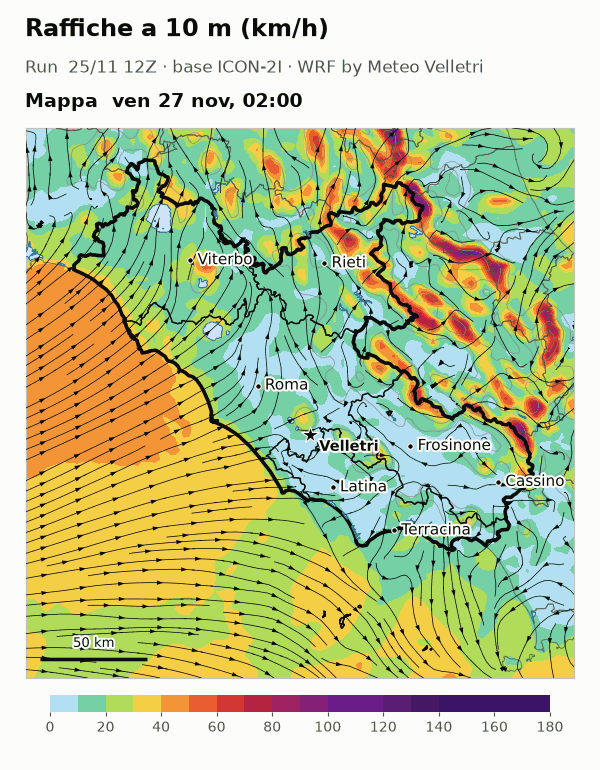 Raffiche a 10 m (km/h)
Run  25/11 12Z · base ICON-2I · WRF by Meteo Velletri
Mappa  ven 27 nov, 02:00
Viterbo
Rieti
Roma
Velletri
Frosinone
Cassino
Latina
Terracina
50 km
0 20 40 60 80 100 120 140 160 180